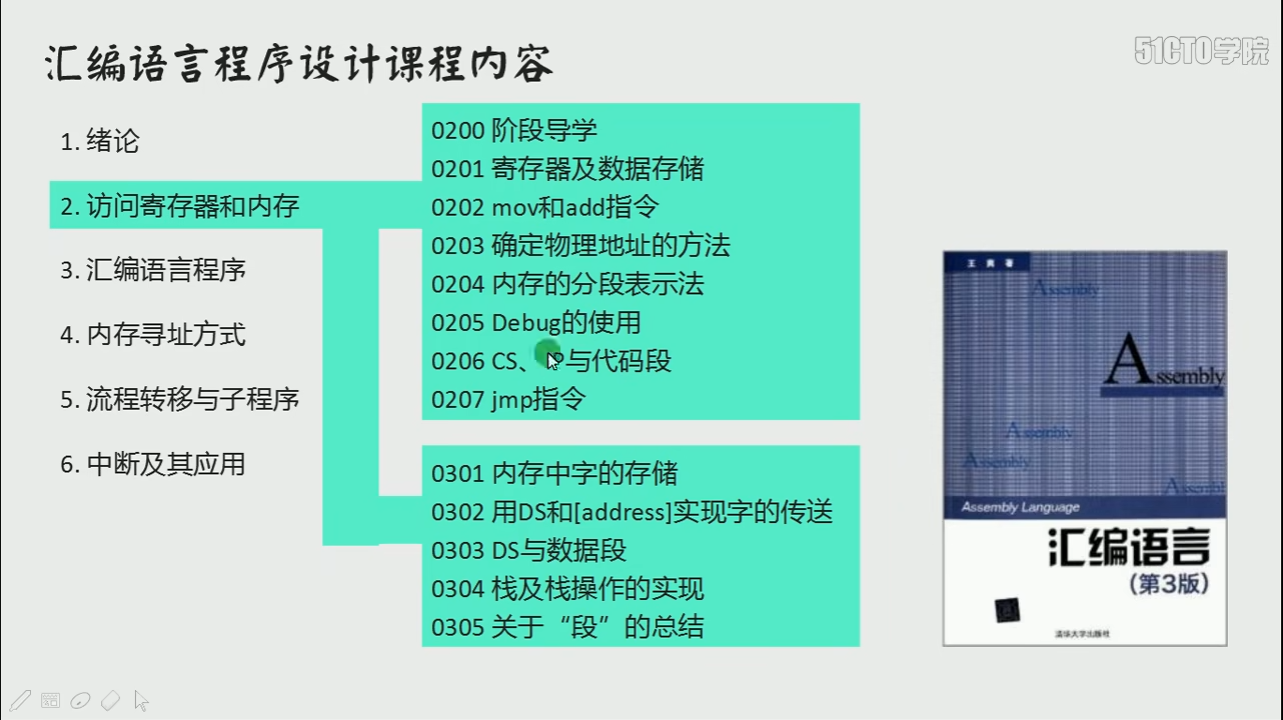 汇编语言程序设计课程内容
51CTO学院
1. 绪论
2. 访问寄存器和内存
3. 汇编语言程序
4. 内存寻址方式
5. 流程转移与子程序
6. 中断及其应用
0200 阶段导学
0201 寄存器及数据存储
0202 mov和add指令
0203 确定物理地址的方法
0204 内存的分段表示法
0205 Debug的使用
0206 CS、 与代码段
0207 jmp指令
0301 内存中字的存储
0302 用DS和[address]实现字的传送
0303 DS与数据段
0304 栈及栈操作的实现
0305 关于“段”的总结
王 爽 著
Assembly
Assembly
Assembly
Assembly
Assembly Language
汇编语言
(第3版)
清华大学出版社